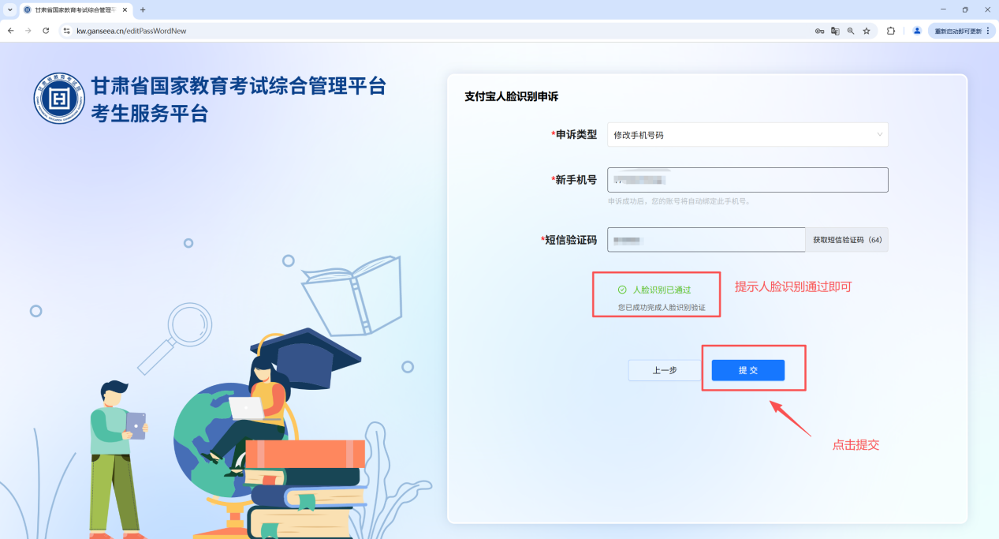 甘肃省国家教育考试综合管理平
kw.ganseea.cn/editPassWordNew
重新启动即可更新
甘肃省国家教育考试综合管理平台
考生服务平台
支付宝人脸识别申诉
*申诉类型
修改手机号码
*新手机号
申诉成功后，您的账号将自动绑定此手机号。
*短信验证码
获取短信验证码（64）
人脸识别已通过
您已成功完成人脸识别验证
提示人脸识别通过即可
上一步
提 交
点击提交